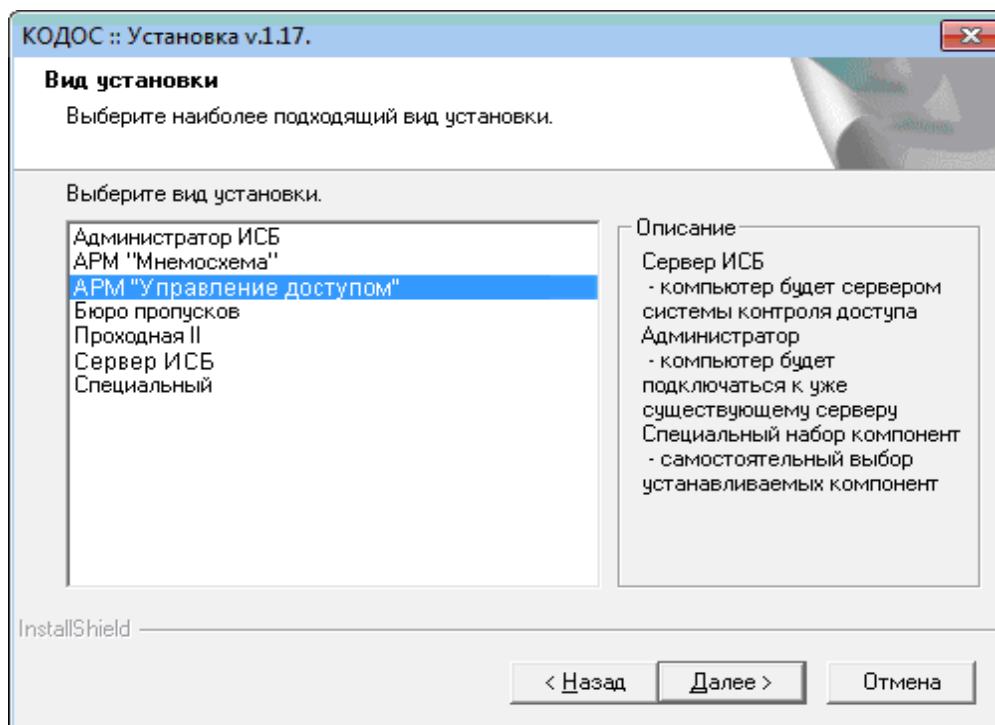 КОДОС :: Установка v.1.17.
Вид установки
Выберите наиболее подходящий вид установки.
Выберите вид установки.
Администратор ИСБ
АРМ "Мнемосхема"
АРМ "Управление доступом"
Бюро пропусков
Проходная II
Сервер ИСБ
Специальный
Описание
Сервер ИСБ
- компьютер будет сервером
системы контроля доступа
Администратор
- компьютер будет
подключаться к уже
существующему серверу
Специальный набор компонент
- самостоятельный выбор
устанавливаемых компонент
InstallShield
< Назад
Далее >
Отмена